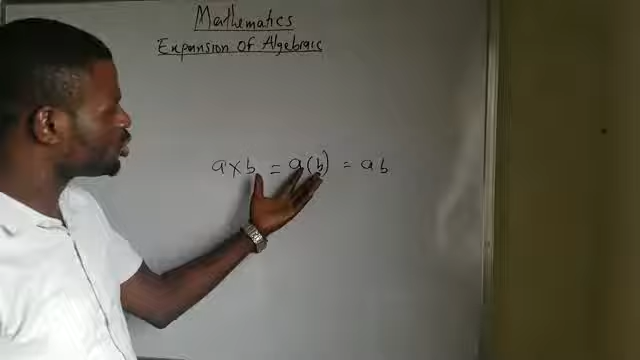 Mathematics
Expansion of Algebraic
a x b = a(b) = ab